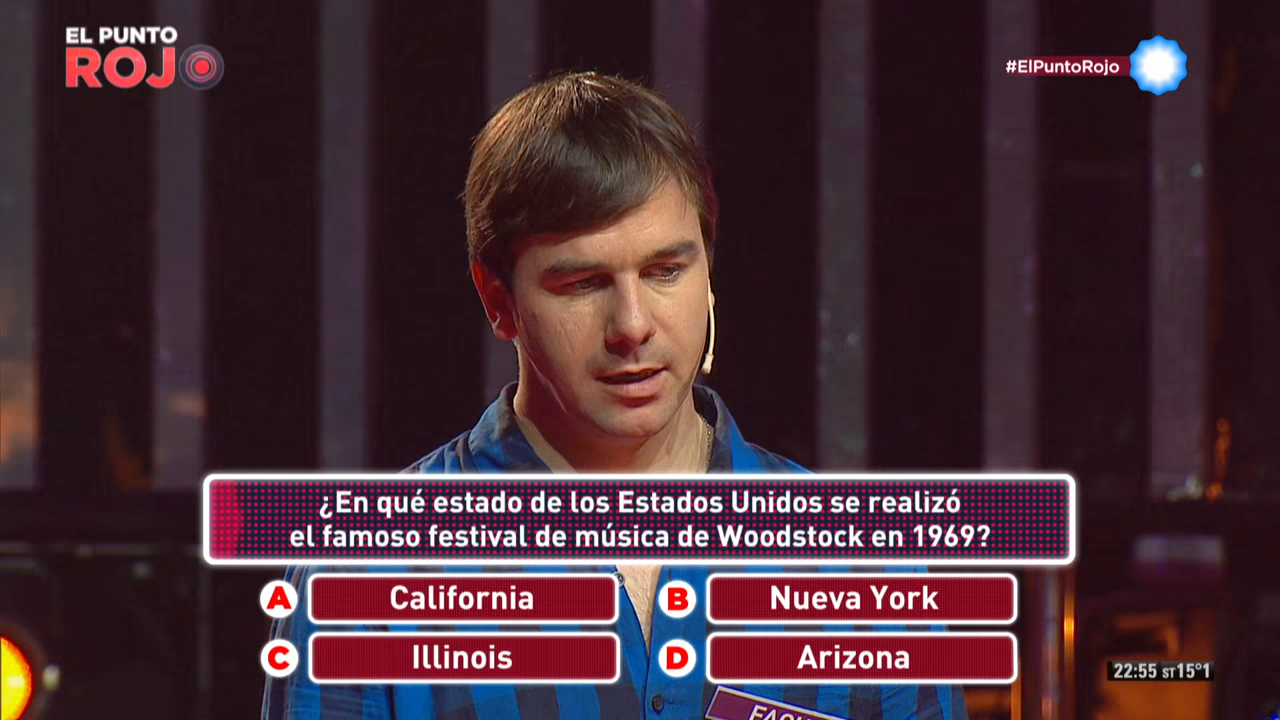 EL PUNTO
ROJO
#ElPuntoRojo
¿En qué estado de los Estados Unidos se realizó
el famoso festival de música de Woodstock en 1969?
A California
B Nueva York
C Illinois
D Arizona
22:55 ST 15°1